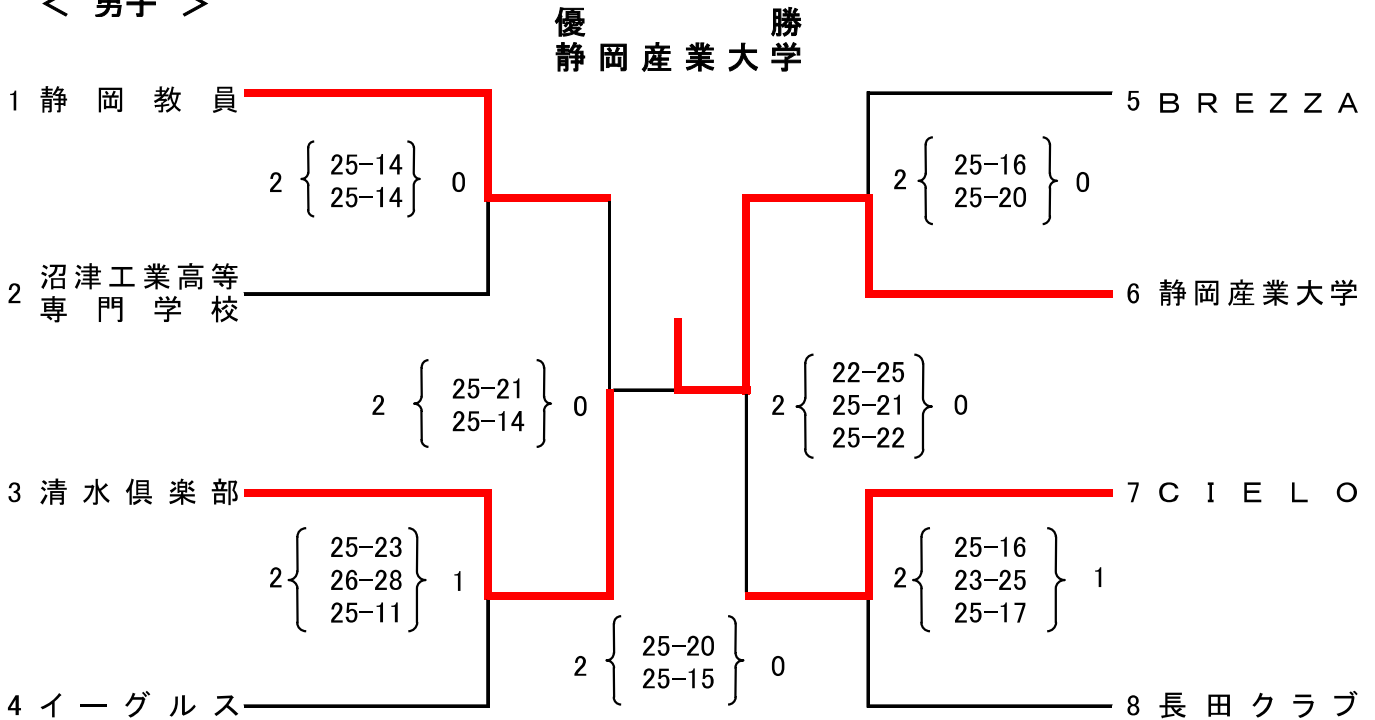 < 男子 >
優勝
静岡産業大学
1 静岡教員
2 { 25-14 } 0
25-14
2 沼津工業高等
専門学校
2 { 25-21 } 0
25-14
3 清水倶楽部
2 { 25-23
26-28 } 1
25-11
4 イーグルス
5 BREZZA
2 { 25-16 } 0
25-20
6 静岡産業大学
2 { 22-25
25-21 } 0
25-22
7 CIELO
2 { 25-16
23-25 } 1
25-17
8 長田クラブ
2 { 25-20 } 0
25-15